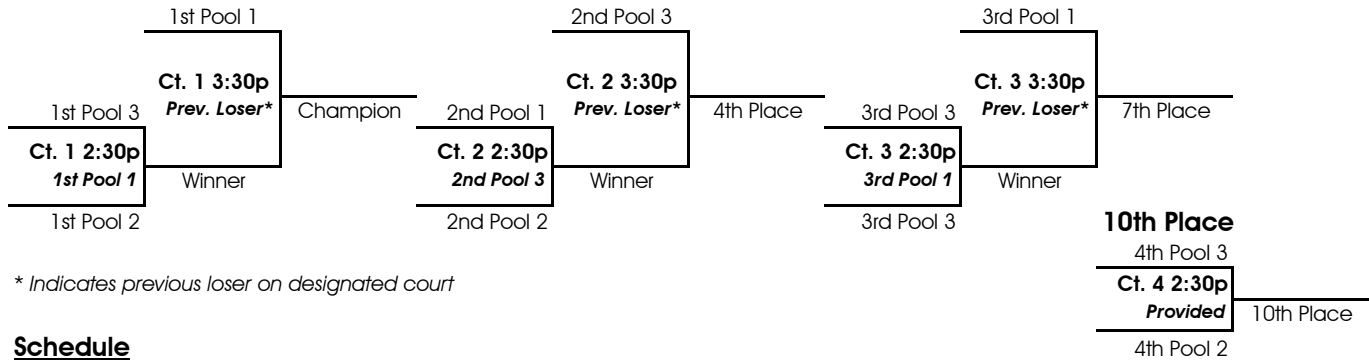 1st Pool 1
2nd Pool 3
3rd Pool 1
Ct. 1 3:30p
Prev. Loser*
Ct. 2 3:30p
Prev. Loser*
Ct. 3 3:30p
Prev. Loser*
1st Pool 3
Champion
2nd Pool 1
4th Place
3rd Pool 3
7th Place
Ct. 1 2:30p
1st Pool 1
Ct. 2 2:30p
2nd Pool 3
Ct. 3 2:30p
3rd Pool 1
Winner
Winner
Winner
1st Pool 2
2nd Pool 2
3rd Pool 3
10th Place
4th Pool 3
* Indicates previous loser on designated court
Ct. 4 2:30p
Provided
10th Place
Schedule
4th Pool 2